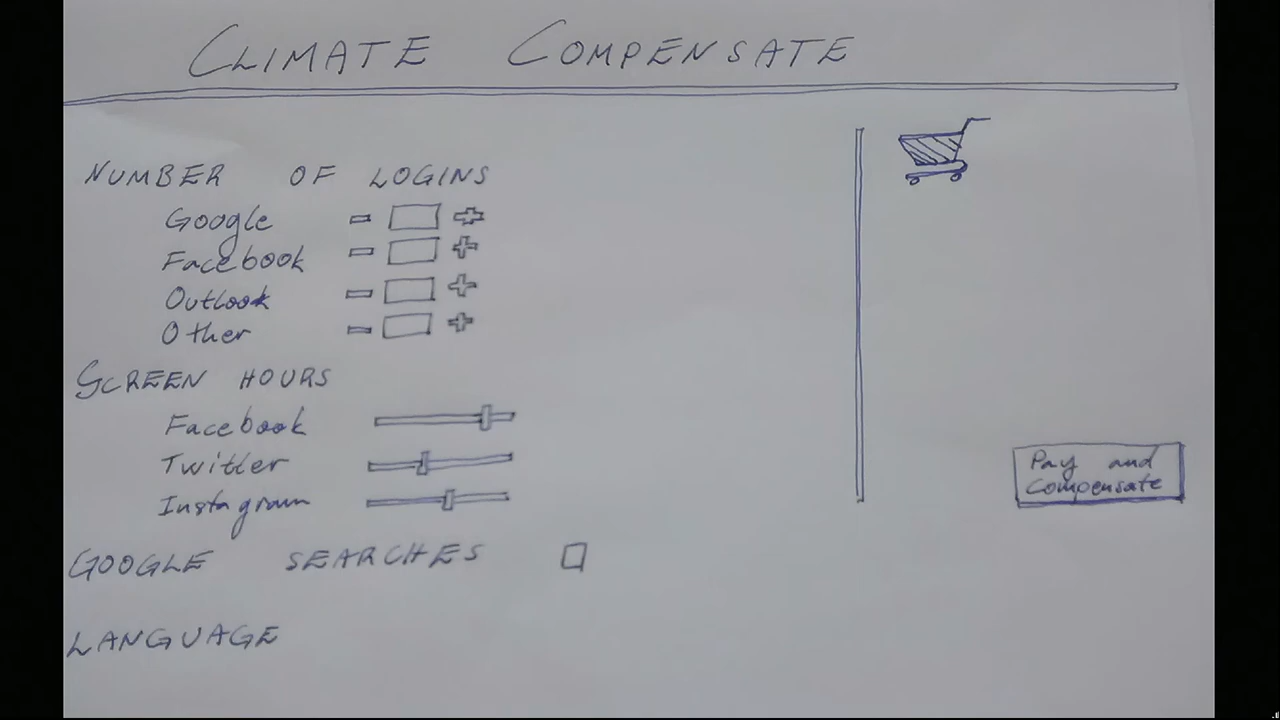 CLIMATE COMPENSATE
NUMBER OF LOGINS
Google
Facebook
Outlook
Other
SCREEN HOURS
Facebook
Twitter
Instagram
GOOGLE SEARCHES
LANGUAGE
Pay and
Compensate